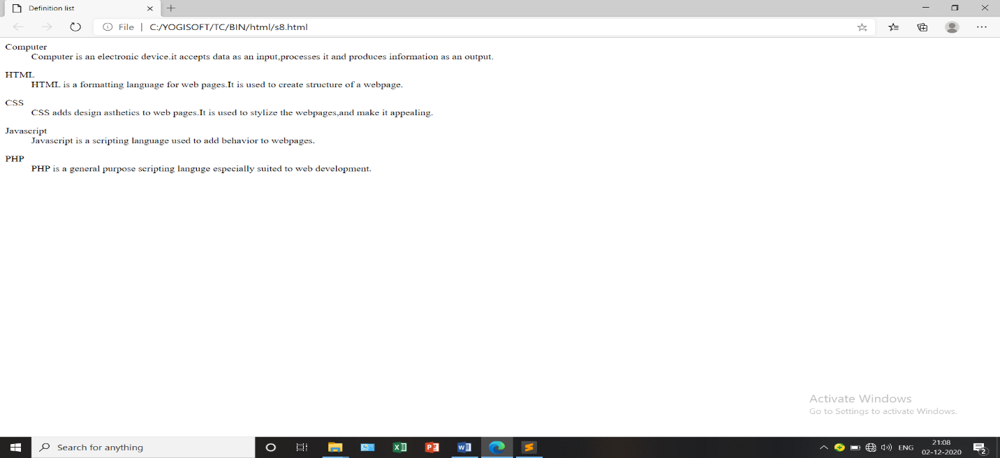 Definition list
File | C:/YOGISOFT/TC/BIN/html/s8.html
Computer
Computer is an electronic device.it accepts data as an input,processes it and produces information as an output.
HTML
HTML is a formatting language for web pages.It is used to create structure of a webpage.
CSS
CSS adds design asthetics to web pages.It is used to stylize the webpages,and make it appealing.
Javascript
Javascript is a scripting language used to add behavior to webpages.
PHP
PHP is a general purpose scripting languge especially suited to web development.
Activate Windows
Go to Settings to activate Windows.
Search for anything
ENG
21:08
02-12-2020
2